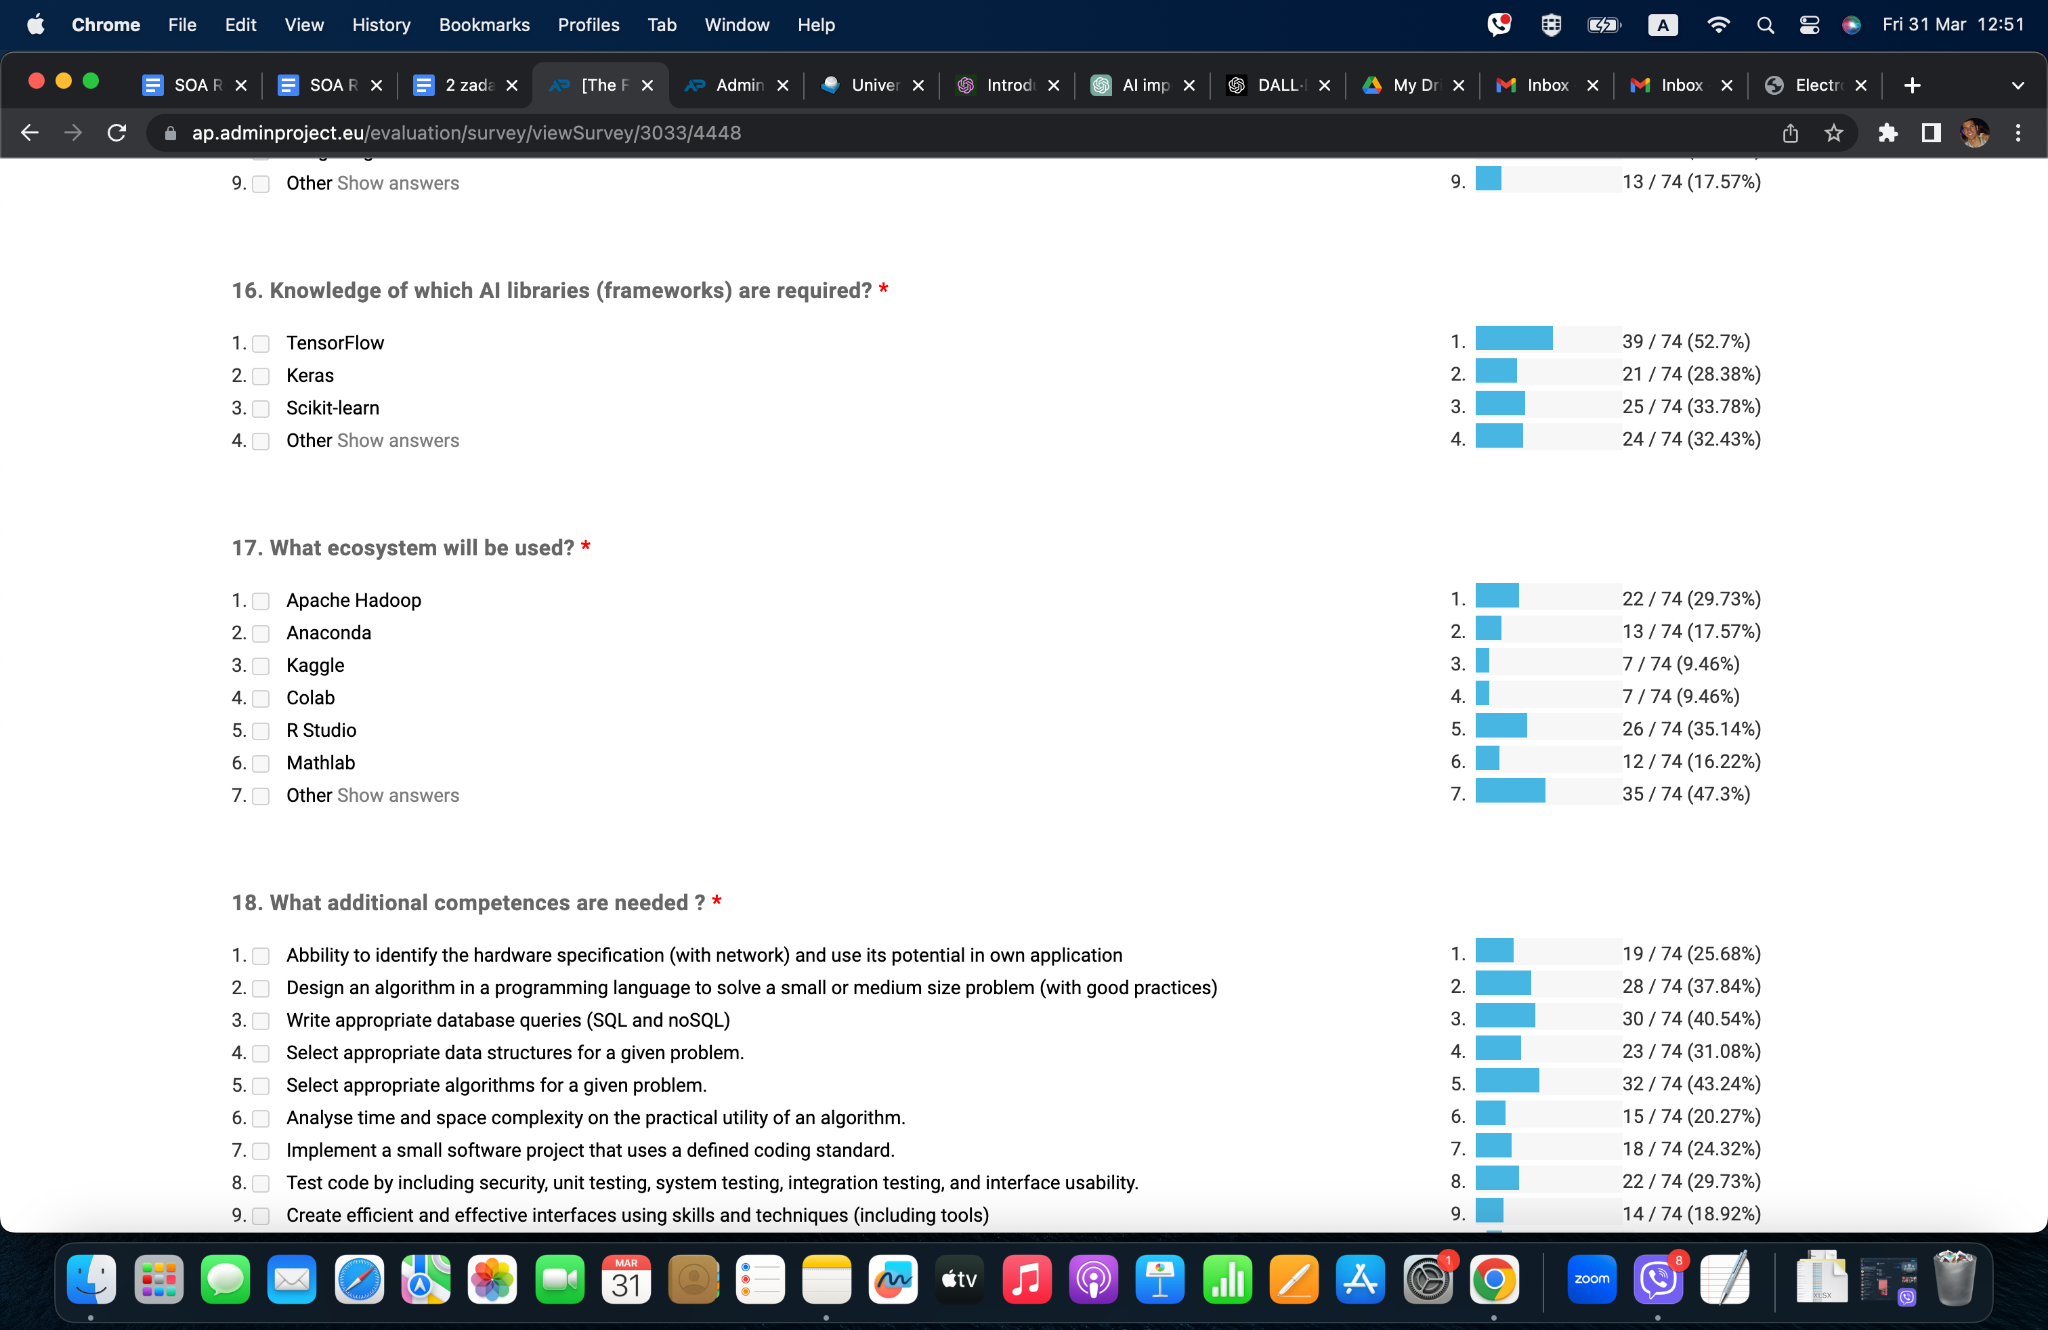 Chrome File Edit View History Bookmarks Profiles Tab Window Help A Fri 31 Mar 12:51
SOA R SOA R 2 zada [The F Admin Univer Introdu AI imp DALL·E My Dri Inbox Inbox Electro
ap.adminproject.eu/evaluation/survey/viewSurvey/3033/4448
9. Other Show answers 9. 13 / 74 (17.57%)
16. Knowledge of which AI libraries (frameworks) are required? *
1. TensorFlow 1. 39 / 74 (52.7%)
2. Keras 2. 21 / 74 (28.38%)
3. Scikit-learn 3. 25 / 74 (33.78%)
4. Other Show answers 4. 24 / 74 (32.43%)
17. What ecosystem will be used? *
1. Apache Hadoop 1. 22 / 74 (29.73%)
2. Anaconda 2. 13 / 74 (17.57%)
3. Kaggle 3. 7 / 74 (9.46%)
4. Colab 4. 7 / 74 (9.46%)
5. R Studio 5. 26 / 74 (35.14%)
6. Mathlab 6. 12 / 74 (16.22%)
7. Other Show answers 7. 35 / 74 (47.3%)
18. What additional competences are needed ? *
1. Abbility to identify the hardware specification (with network) and use its potential in own application 1. 19 / 74 (25.68%)
2. Design an algorithm in a programming language to solve a small or medium size problem (with good practices) 2. 28 / 74 (37.84%)
3. Write appropriate database queries (SQL and noSQL) 3. 30 / 74 (40.54%)
4. Select appropriate data structures for a given problem. 4. 23 / 74 (31.08%)
5. Select appropriate algorithms for a given problem. 5. 32 / 74 (43.24%)
6. Analyse time and space complexity on the practical utility of an algorithm. 6. 15 / 74 (20.27%)
7. Implement a small software project that uses a defined coding standard. 7. 18 / 74 (24.32%)
8. Test code by including security, unit testing, system testing, integration testing, and interface usability. 8. 22 / 74 (29.73%)
9. Create efficient and effective interfaces using skills and techniques (including tools) 9. 14 / 74 (18.92%)
MAR
31
tv
1
zoom
8
XLSX